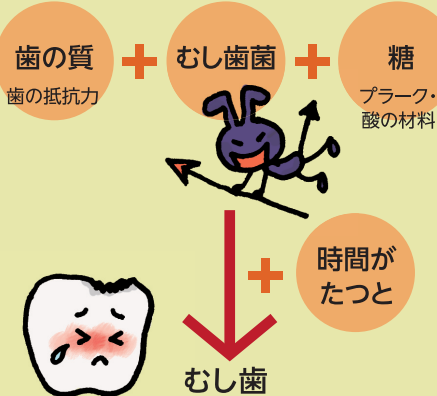 歯の質
歯の抵抗力
+
むし歯菌
+
糖
プラーク・
酸の材料
+
時間が
たつと
むし歯